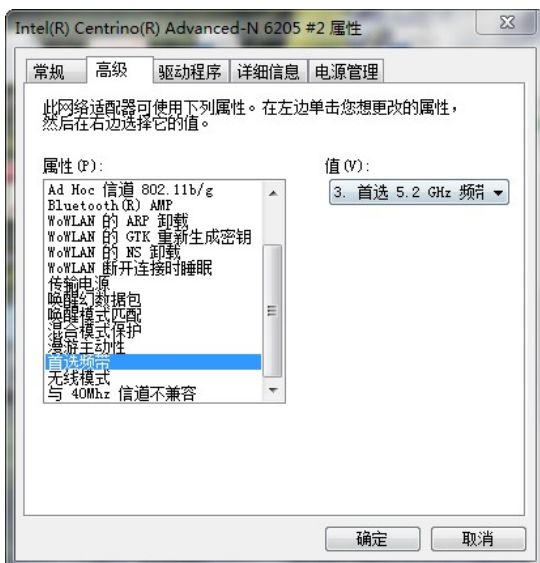 Intel(R) Centrino(R) Advanced-N 6205 #2 属性
常规 高级 驱动程序 详细信息 电源管理
此网络适配器可使用下列属性。在左边单击您想更改的属性，
然后在右边选择它的值。
属性(P): 值(V):
Ad Hoc 信道 802.11b/g 3. 首选 5.2 GHz 频带
Bluetooth(R) AMP
WoWLAN 的 ARP 卸载
WoWLAN 的 GTK 重新生成密钥
WoWLAN 的 NS 卸载
WoWLAN 断开连接时睡眠
传输电源
唤醒幻数据包
唤醒模式匹配
混合模式保护
漫游主动性
首选频带
无线模式
与 40Mhz 信道不兼容
确定 取消